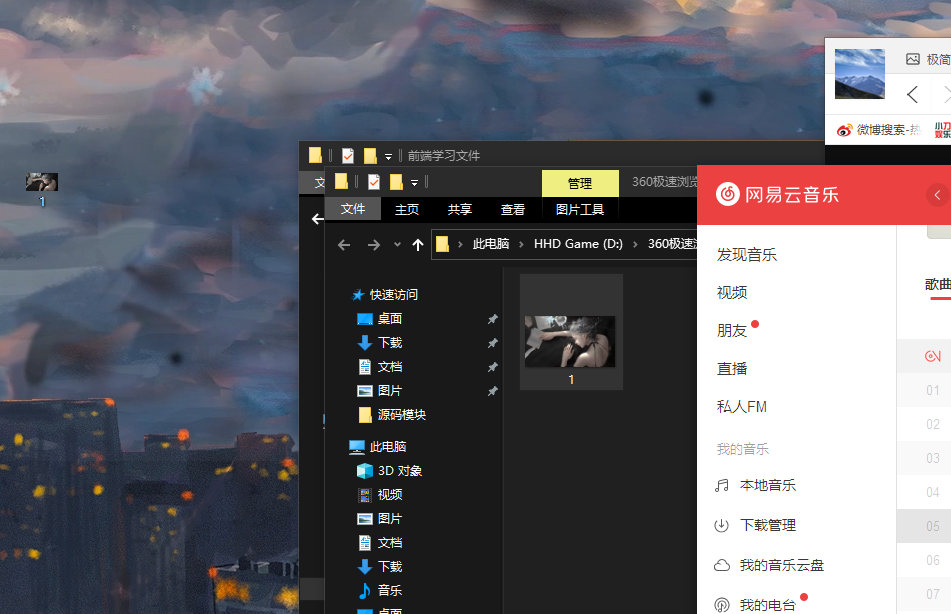 极简
微博搜索-热
小刀
娱乐
1
前端学习文件
文
管理
360极速浏览
文件
主页
共享
查看
图片工具
此电脑
HHD Game (D:)
360极速
快速访问
桌面
下载
文档
图片
源码模块
此电脑
3D 对象
视频
图片
文档
下载
音乐
桌面
1
网易云音乐
发现音乐
视频
朋友
直播
私人FM
我的音乐
本地音乐
下载管理
我的音乐云盘
我的电台
歌曲
01
02
03
04
05
06
07